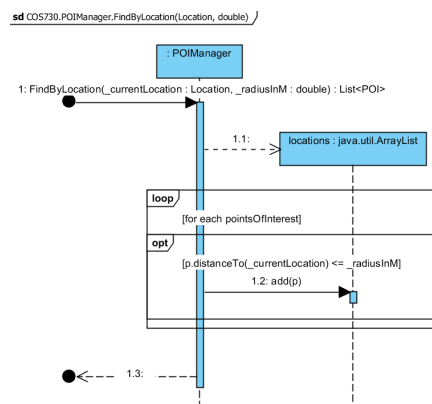 sd COS730.POIManager.FindByLocation(Location, double)
: POIManager
1: FindByLocation(_currentLocation : Location, _radiusInM : double) : List<POI>
1.1:
locations : java.util.ArrayList
loop
[for each pointsOfInterest]
opt
[p.distanceTo(_currentLocation) <= _radiusInM]
1.2: add(p)
1.3: